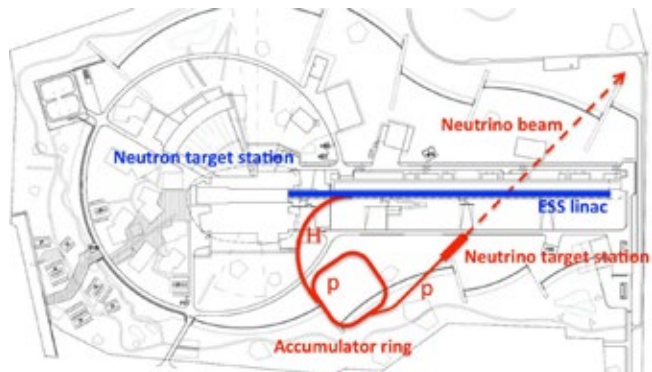 Neutrino beam
Neutron target station
ESS linac
H⁻
Neutrino target station
p
p
Accumulator ring